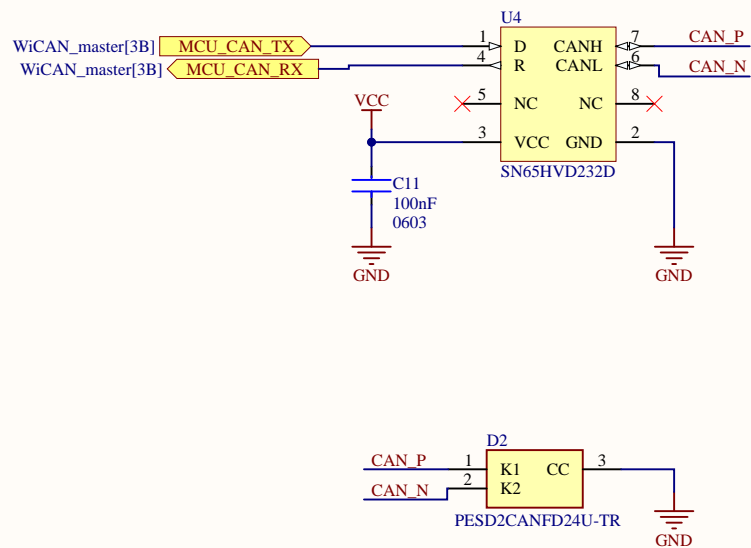 U4
WiCAN_master[3B] MCU_CAN_TX 1 D CANH 7 CAN_P
WiCAN_master[3B] MCU_CAN_RX 4 R CANL 6 CAN_N
5 NC NC 8
VCC
3 VCC GND 2
SN65HVD232D
C11
100nF
0603
GND GND
D2
CAN_P 1 K1 CC 3
CAN_N 2 K2
PESD2CANFD24U-TR
GND